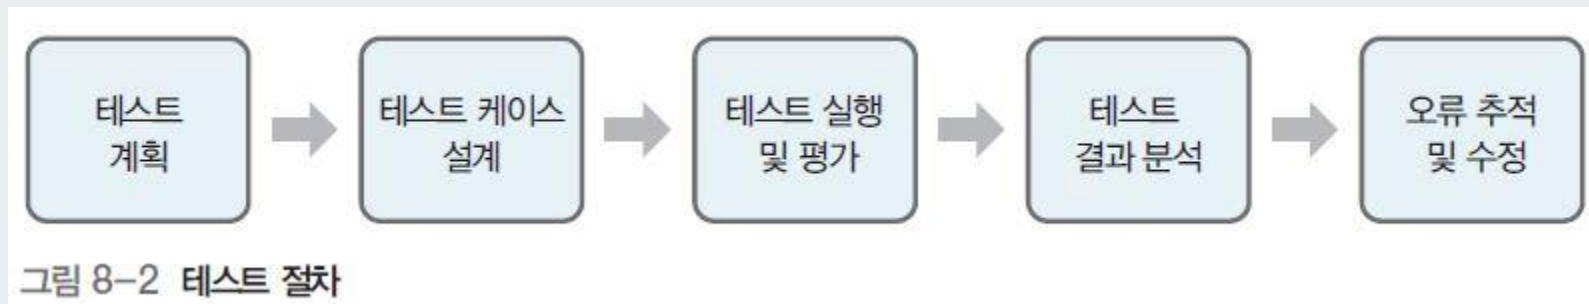 테스트
계획
테스트 케이스
설계
테스트 실행
및 평가
테스트
결과 분석
오류 추적
및 수정
그림 8-2 테스트 절차